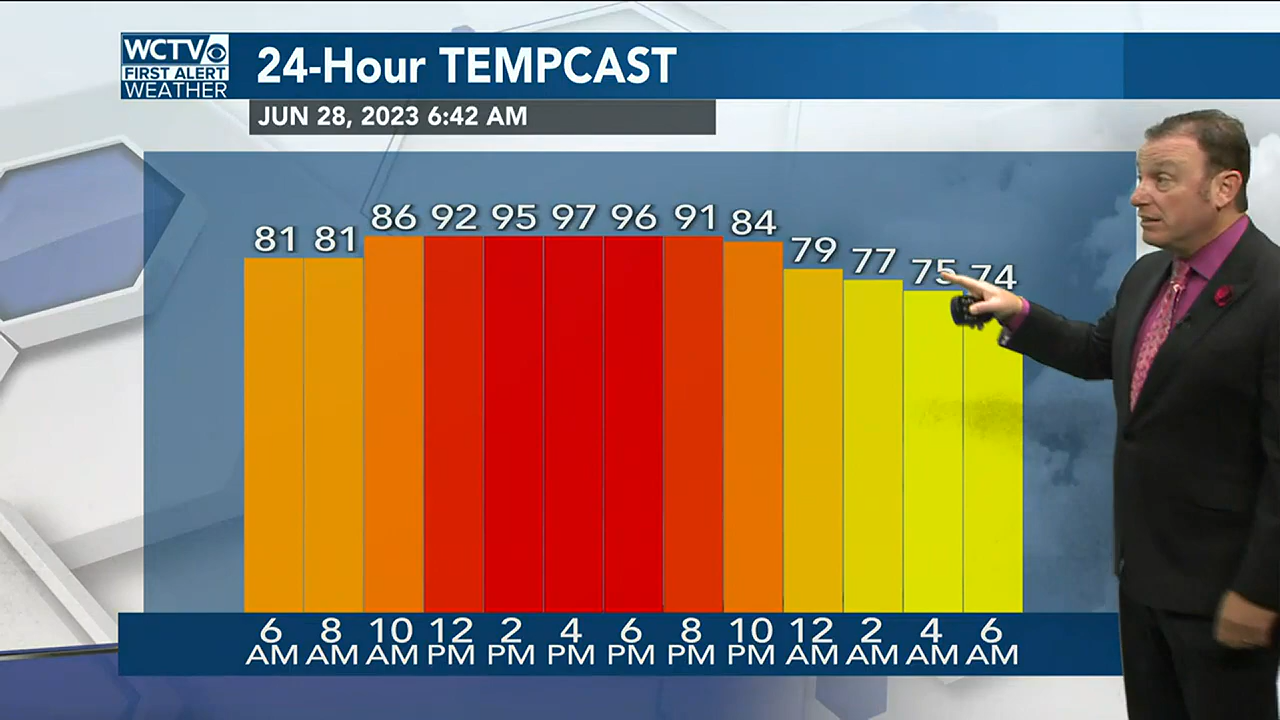 WCTV
FIRST ALERT
WEATHER
24-Hour TEMPCAST
JUN 28, 2023 6:42 AM
81 81 86 92 95 97 96 91 84 79 77 75 74
6 8 10 12 2 4 6 8 10 12 2 4 6
AM AM AM PM PM PM PM PM PM AM AM AM AM